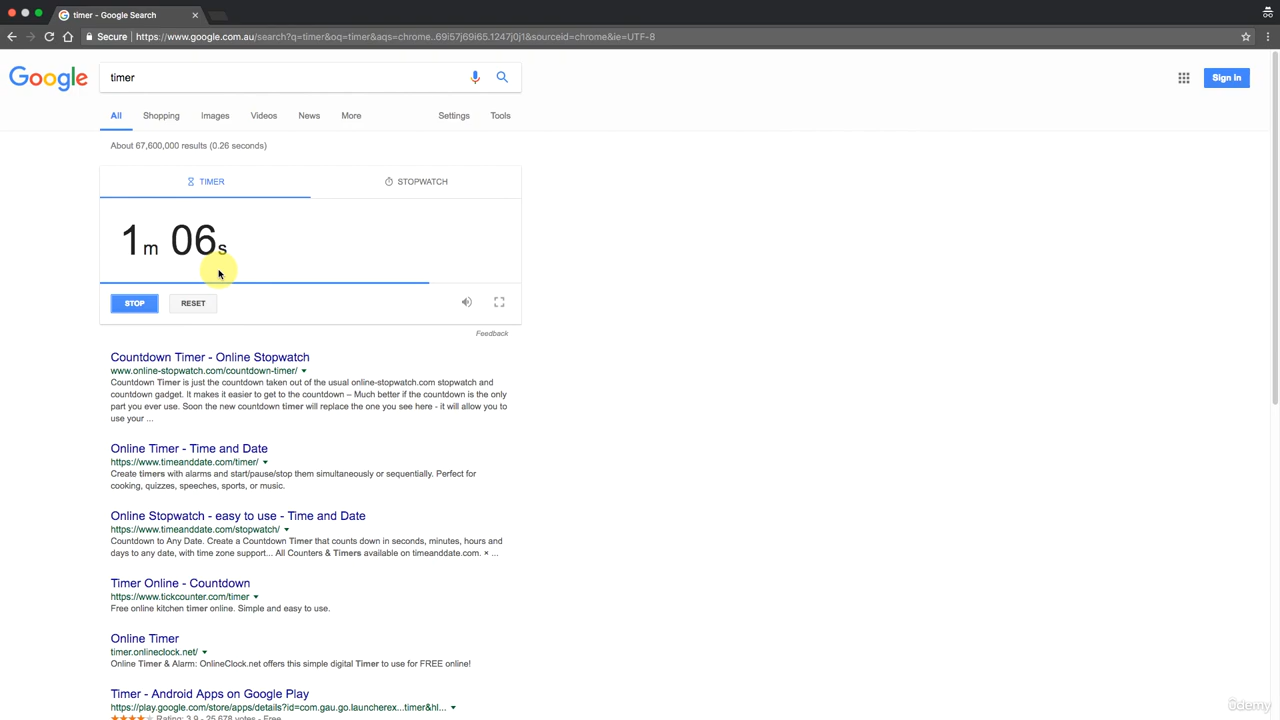 timer - Google Search
Secure | https://www.google.com.au/search?q=timer&oq=timer&aqs=chrome..69i57j69i65.1247j0j1&sourceid=chrome&ie=UTF-8
Google
timer
Sign in
All Shopping Images Videos News More Settings Tools
About 67,600,000 results (0.26 seconds)
TIMER STOPWATCH
1m 06s
STOP RESET
Feedback
Countdown Timer - Online Stopwatch
www.online-stopwatch.com/countdown-timer/
Countdown Timer is just the countdown taken out of the usual online-stopwatch.com stopwatch and
countdown gadget. It makes it easier to get to the countdown – Much better if the countdown is the only
part you ever use. Soon the new countdown timer will replace the one you see here - it will allow you to
use your ...
Online Timer - Time and Date
https://www.timeanddate.com/timer/
Create timers with alarms and start/pause/stop them simultaneously or sequentially. Perfect for
cooking, quizzes, speeches, sports, or music.
Online Stopwatch - easy to use - Time and Date
https://www.timeanddate.com/stopwatch/
Countdown to Any Date. Create a Countdown Timer that counts down in seconds, minutes, hours and
days to any date, with time zone support... All Counters & Timers available on timeanddate.com. × ...
Timer Online - Countdown
https://www.tickcounter.com/timer
Free online kitchen timer online. Simple and easy to use.
Online Timer
timer.onlineclock.net/
Online Timer & Alarm: OnlineClock.net offers this simple digital Timer to use for FREE online!
Timer - Android Apps on Google Play
https://play.google.com/store/apps/details?id=com.gau.go.launcherex...timer&hl...
Rating: 3.9 - 25,678 votes - Free
ûdemy